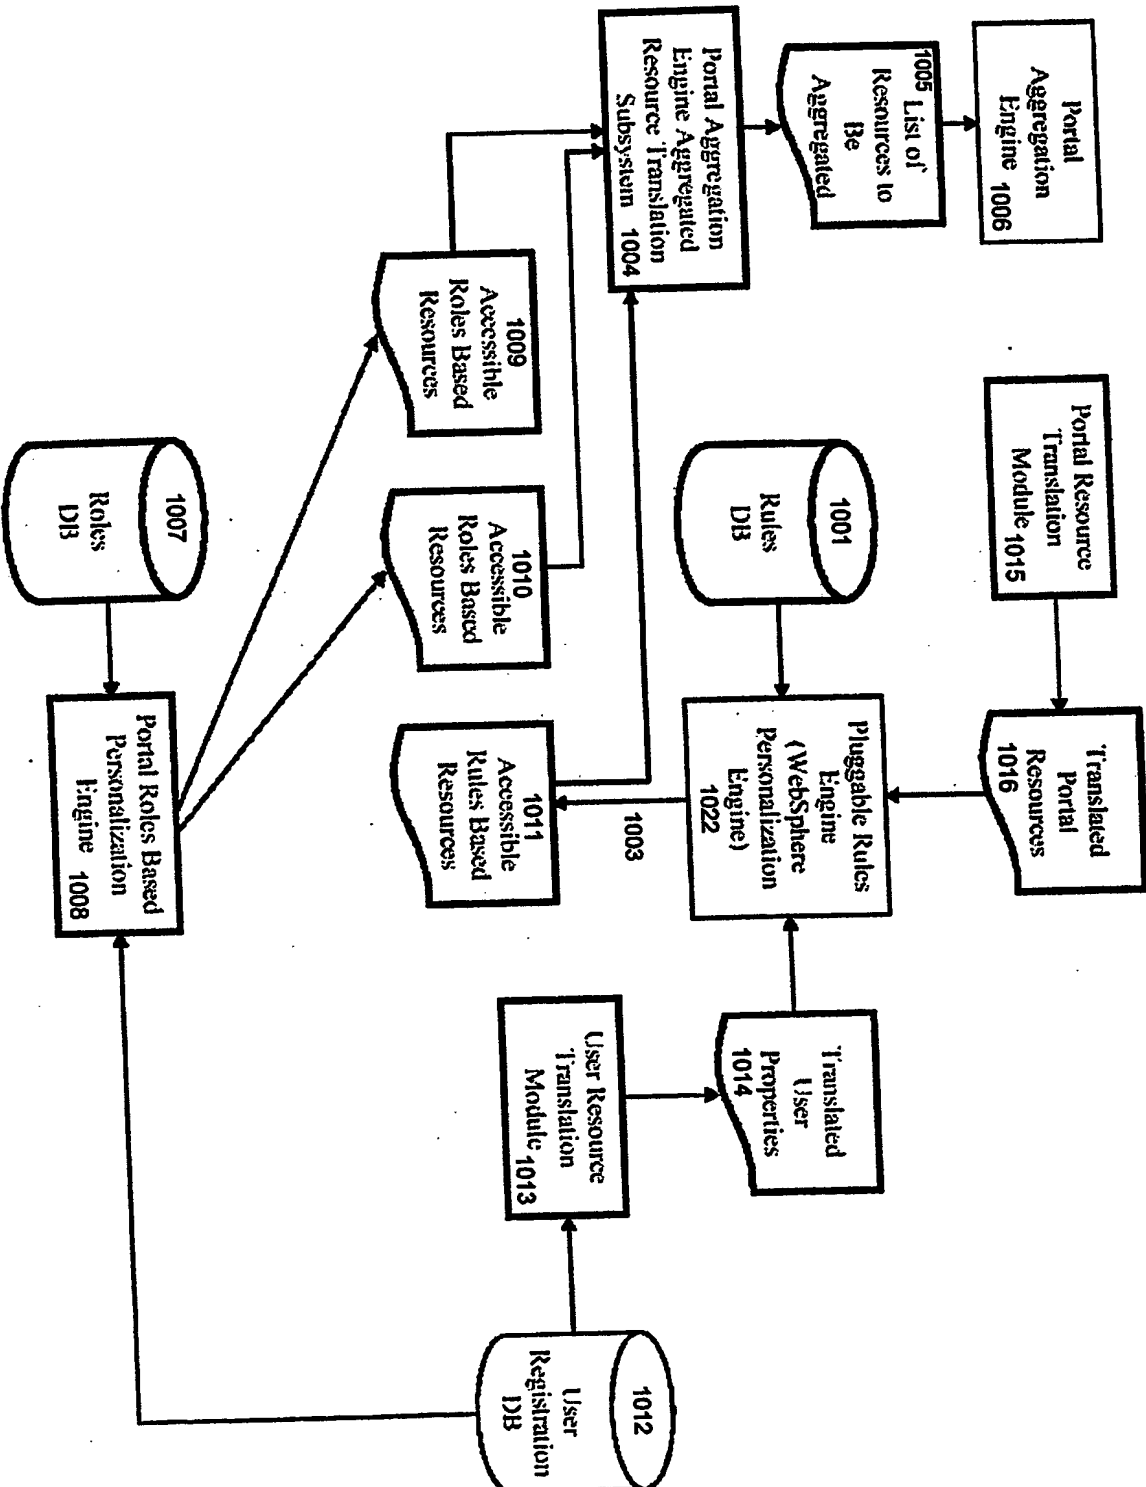 Portal
Aggregation
Engine 1006
1005 List of
Resources to
Be
Aggregated
Portal Aggregation
Engine Aggregated
Resource Translation
Subsystem 1004
1009
Accessible
Roles Based
Resources
1010
Accessible
Roles Based
Resources
1011
Accessible
Rules Based
Resources
1003
Portal Resource
Translation
Module 1015
Translated
Portal
Resources
1016
1001
Rules
DB
Pluggable Rules
Engine
(WebSphere
Personalization
Engine)
1022
Translated
User
Properties
1014
User Resource
Translation
Module 1013
1012
User
Registration
DB
1007
Roles
DB
Portal Roles Based
Personalization
Engine 1008